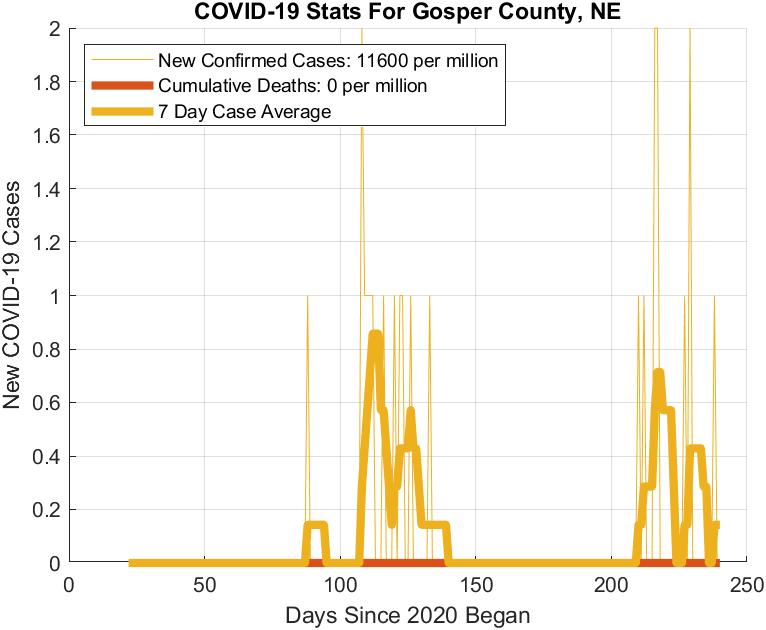 COVID-19 Stats For Gosper County, NE
New Confirmed Cases: 11600 per million
Cumulative Deaths: 0 per million
7 Day Case Average
New COVID-19 Cases
2
1.8
1.6
1.4
1.2
1
0.8
0.6
0.4
0.2
0
0 50 100 150 200 250
Days Since 2020 Began